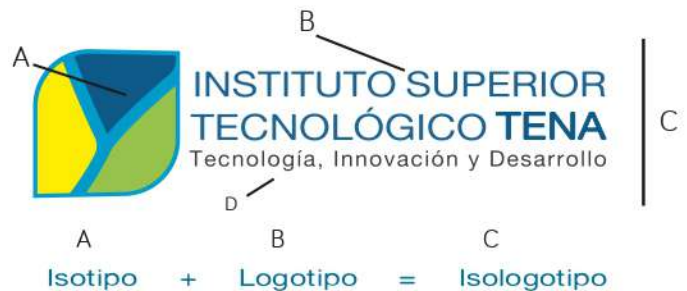 B
A
INSTITUTO SUPERIOR
TECNOLÓGICO TENA
C
Tecnología, Innovación y Desarrollo
D
A B C
Isotipo + Logotipo = Isologotipo